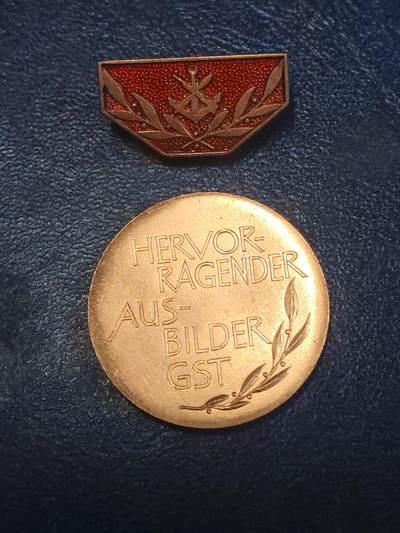 HERVOR-
RAGENDER
AUS-
BILDER
GST